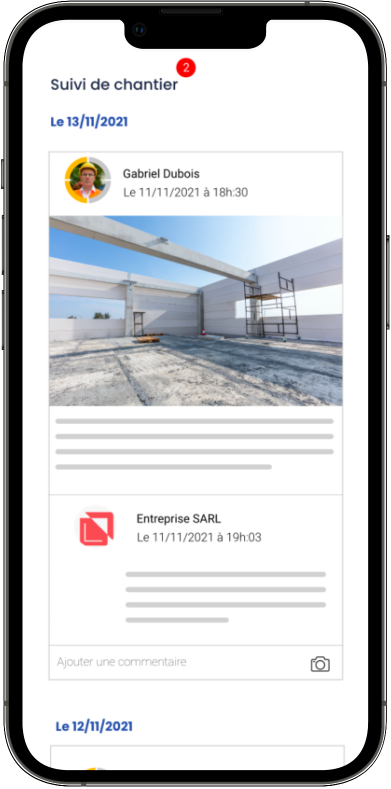 2
Suivi de chantier
Le 13/11/2021
Gabriel Dubois
Le 11/11/2021 à 18h:30
Entreprise SARL
Le 11/11/2021 à 19h:03
Ajouter une commentaire
Le 12/11/2021